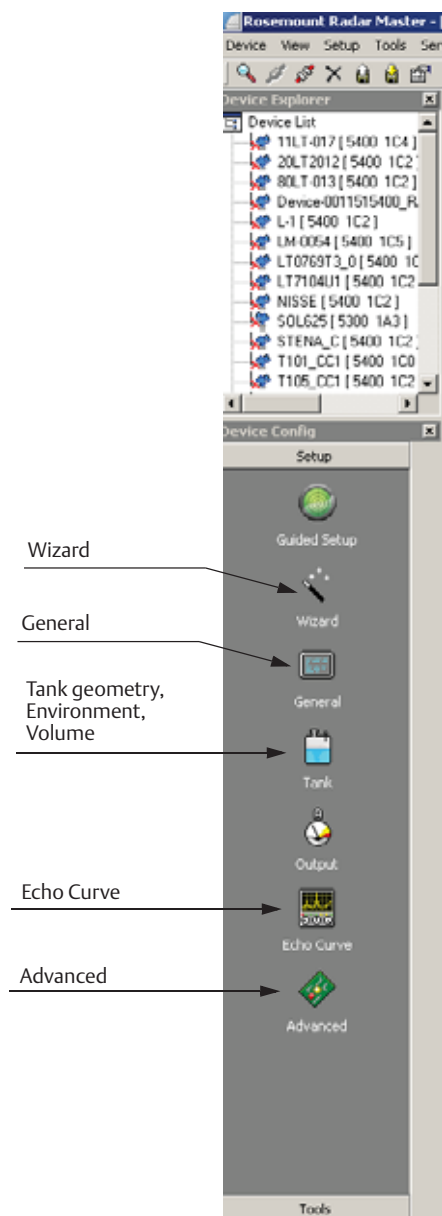 Rosemount Radar Master - [
Device View Setup Tools Ser
Device Explorer
Device List
11LT-017 [ 5400 1C4 ]
20LT2012 [ 5400 1C2
80LT-013 [ 5400 1C2 ]
Device-0011515400_R
L-1 [ 5400 1C2 ]
LM-0054 [ 5400 1C5 ]
LT0769T3_0 [ 5400 1C
LT7104U1 [ 5400 1C2
NISSE [ 5400 1C2 ]
SOL625 [ 5300 1A3 ]
STENA_C [ 5400 1C2
T101_CC1 [ 5400 1C0
T105_CC1 [ 5400 1C2
Device Config
Setup
Guided Setup
Wizard
Wizard
General
General
Tank geometry,
Environment,
Volume
Tank
Output
Echo Curve
Echo Curve
Advanced
Advanced
Tools